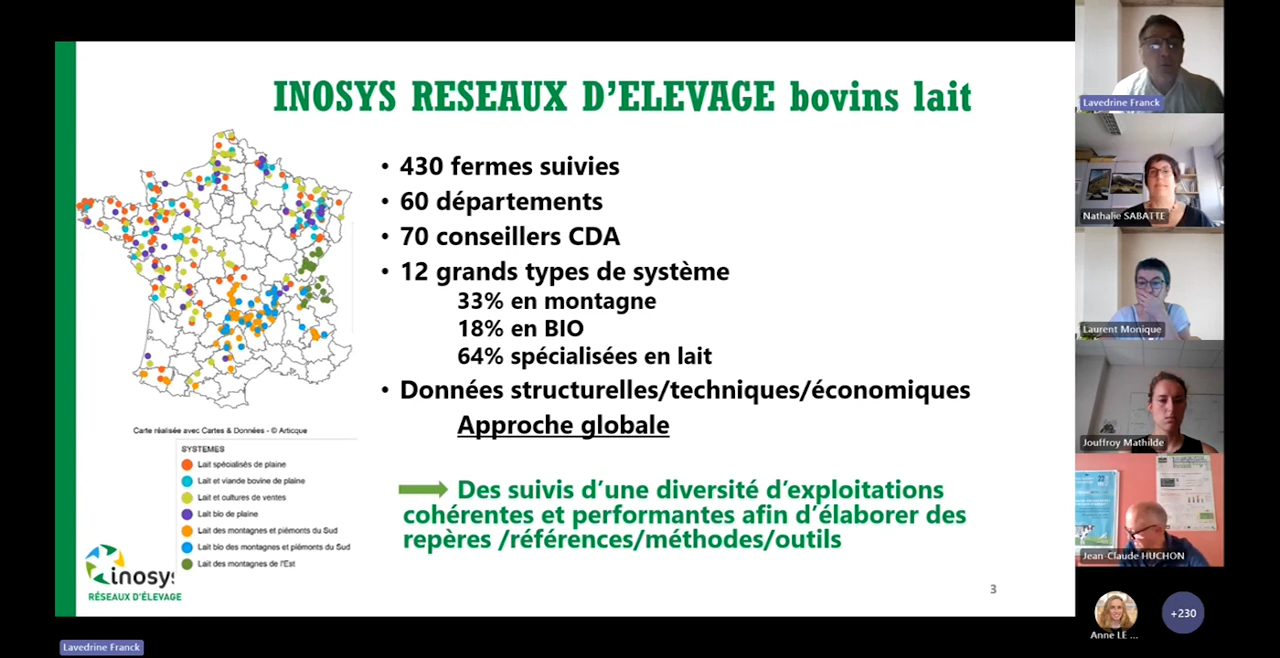 INOSYS RESEAUX D'ELEVAGE bovins lait
• 430 fermes suivies
• 60 départements
• 70 conseillers CDA
• 12 grands types de système
33% en montagne
18% en BIO
64% spécialisées en lait
• Données structurelles/techniques/économiques
Approche globale
Des suivis d'une diversité d'exploitations
cohérentes et performantes afin d'élaborer des
repères /références/méthodes/outils
Carte réalisée avec Cartes & Données - © Articque
SYSTEMES
Lait spécialisés de plaine
Lait et viande bovine de plaine
Lait et cultures de ventes
Lait bio de plaine
Lait des montagnes et piémonts du Sud
Lait bio des montagnes et piémonts du Sud
Lait des montagnes de l'Est
inosys
RÉSEAUX D'ÉLEVAGE
3
Lavedrine Franck
Nathalie SABATTE
Laurent Monique
Jouffroy Mathilde
Jean-Claude HUCHON
Anne LE ...
+230
Lavedrine Franck